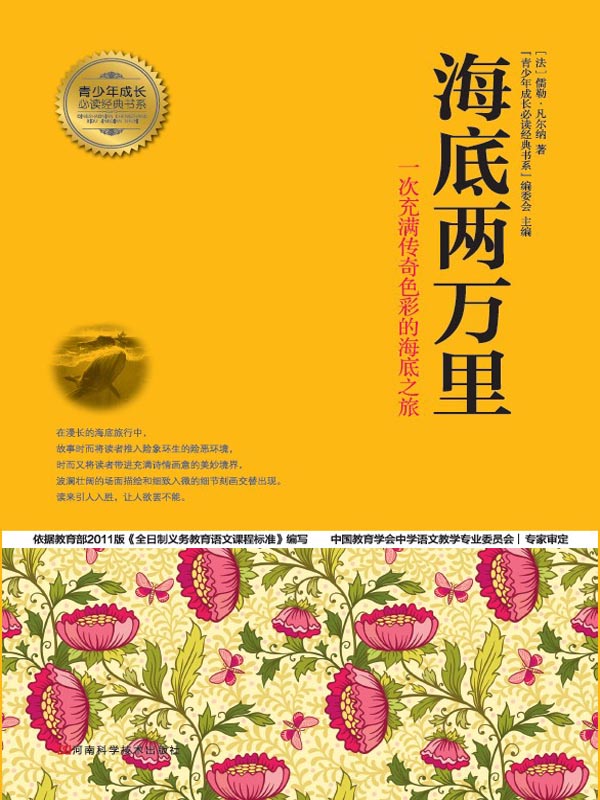 [法] 儒勒·凡尔纳 著
『青少年成长必读经典书系』编委会 主编
海底两万里
一次充满传奇色彩的海底之旅
青少年成长
必读经典书系
在漫长的海底旅行中，
故事时而将读者推入险象环生的险恶环境，
时而又将读者带进充满诗情画意的美妙境界，
波澜壮阔的场面描绘和细致入微的细节刻画交替出现。
读来引人入胜，让人欲罢不能。
依据教育部2011版《全日制义务教育语文课程标准》编写 中国教育学会中学语文教学专业委员会 | 专家审定
河南科学技术出版社